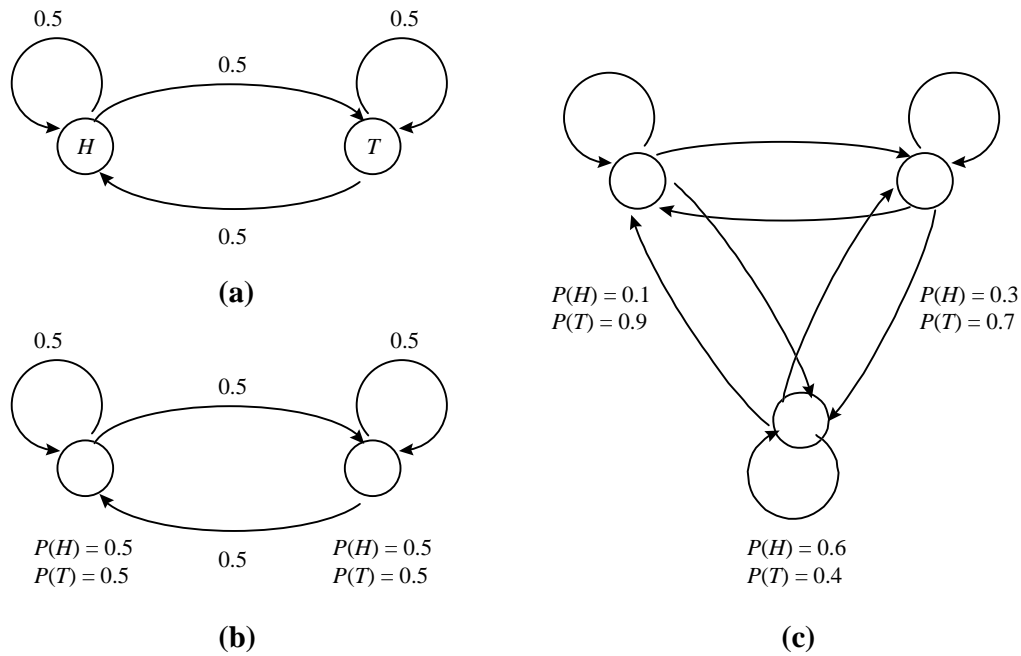 0.5
0.5
0.5
H
T
0.5
(a)
0.5
0.5
0.5
P(H) = 0.5
P(T) = 0.5
0.5
P(H) = 0.5
P(T) = 0.5
(b)
P(H) = 0.1
P(T) = 0.9
P(H) = 0.3
P(T) = 0.7
P(H) = 0.6
P(T) = 0.4
(c)